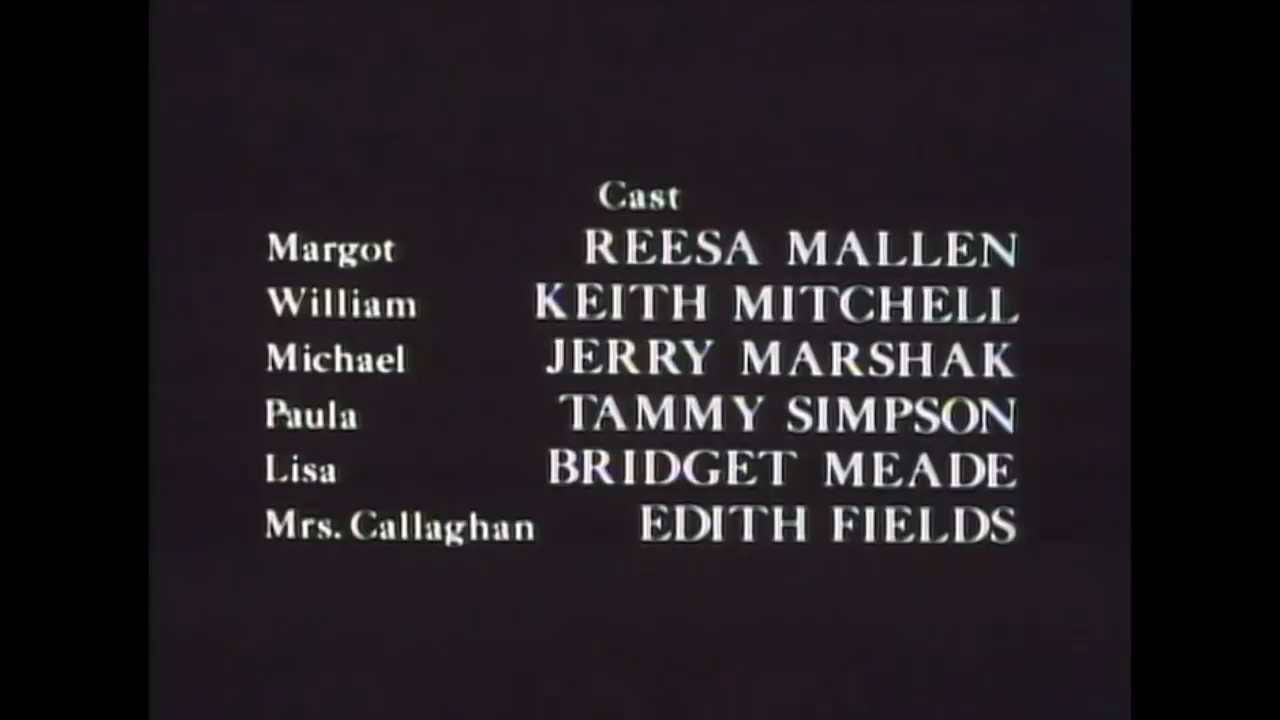 Cast
Margot REESA MALLEN
William KEITH MITCHELL
Michael JERRY MARSHAK
Paula TAMMY SIMPSON
Lisa BRIDGET MEADE
Mrs. Callaghan EDITH FIELDS